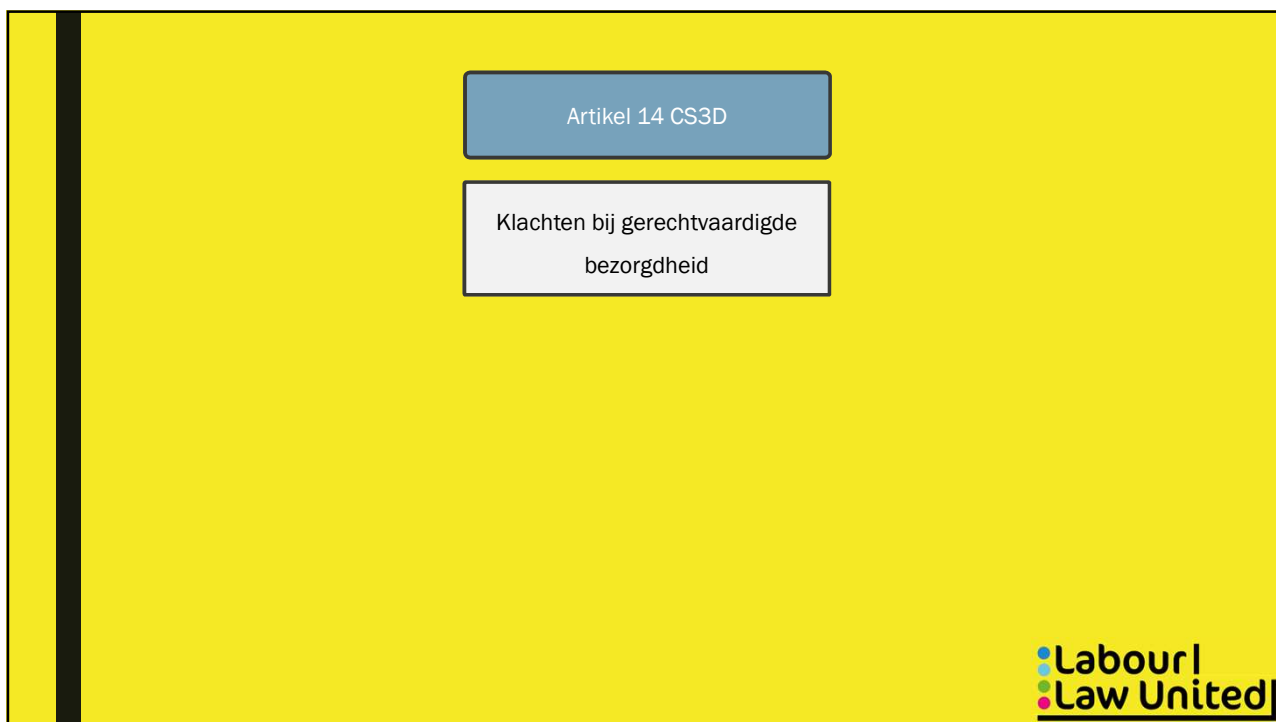 Artikel 14 CS3D
Klachten bij gerechtvaardigde
bezorgdheid
Labour
Law United